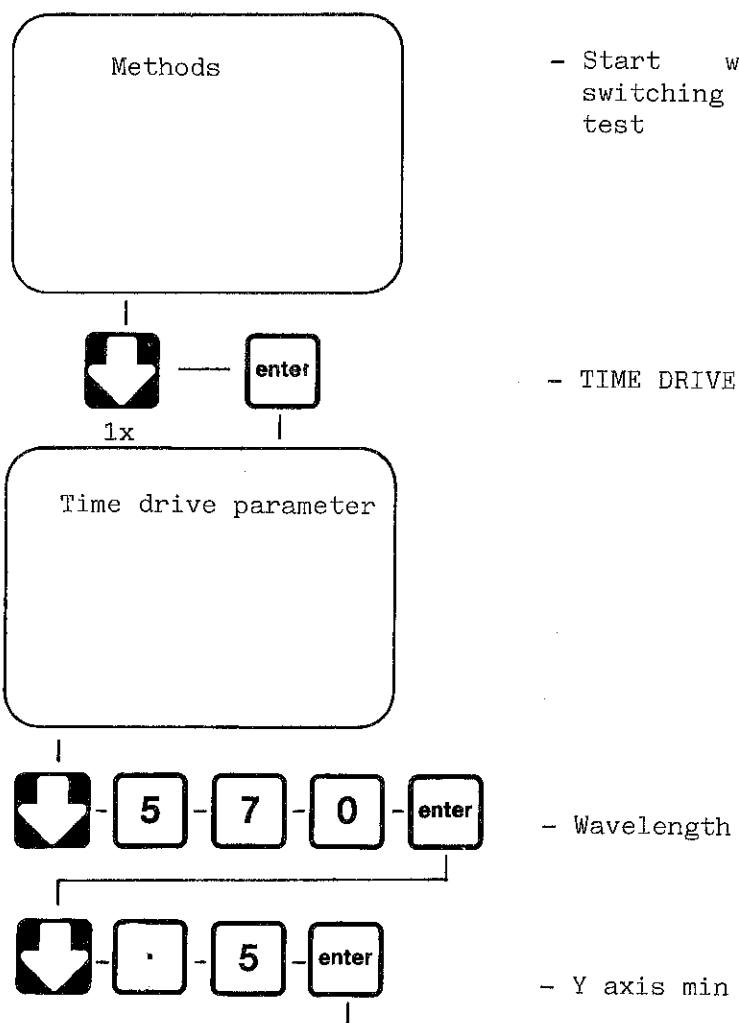 Methods
- Start w
switching
test
enter
- TIME DRIVE
1x
Time drive parameter
5 7 0 enter
- Wavelength
. 5 enter
- Y axis min